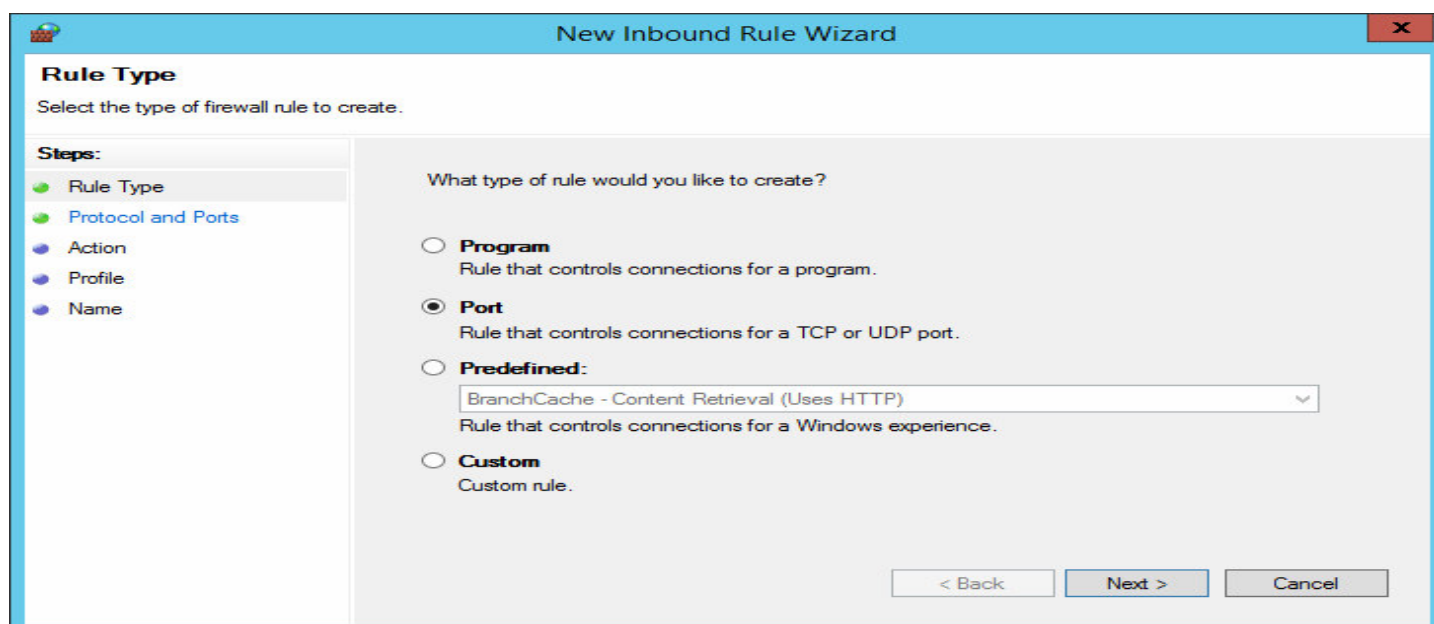 New Inbound Rule Wizard
x
Rule Type
Select the type of firewall rule to create.
Steps:
Rule Type
Protocol and Ports
Action
Profile
Name
What type of rule would you like to create?
Program
Rule that controls connections for a program.
Port
Rule that controls connections for a TCP or UDP port.
Predefined:
BranchCache - Content Retrieval (Uses HTTP)
Rule that controls connections for a Windows experience.
Custom
Custom rule.
< Back Next > Cancel